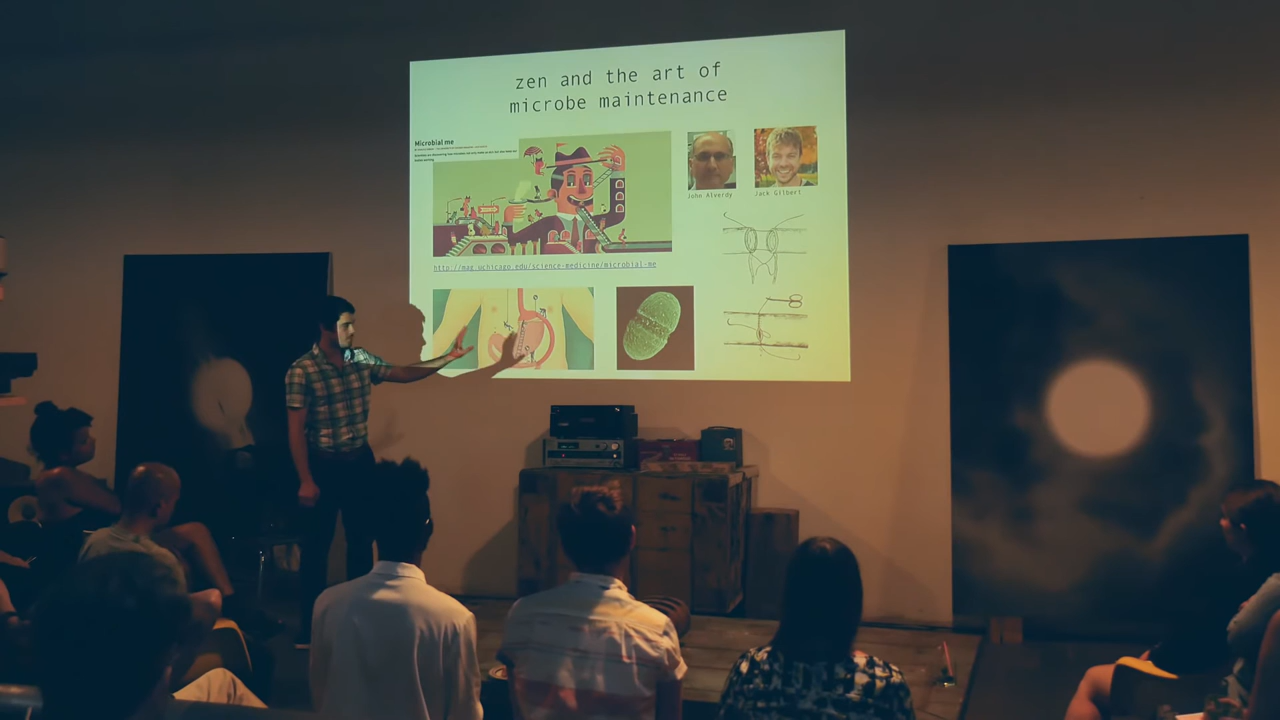 zen and the art of
microbe maintenance
Microbial me
John Alverdy
Jack Gilbert
http://mag.uchicago.edu/science-medicine/microbial-me